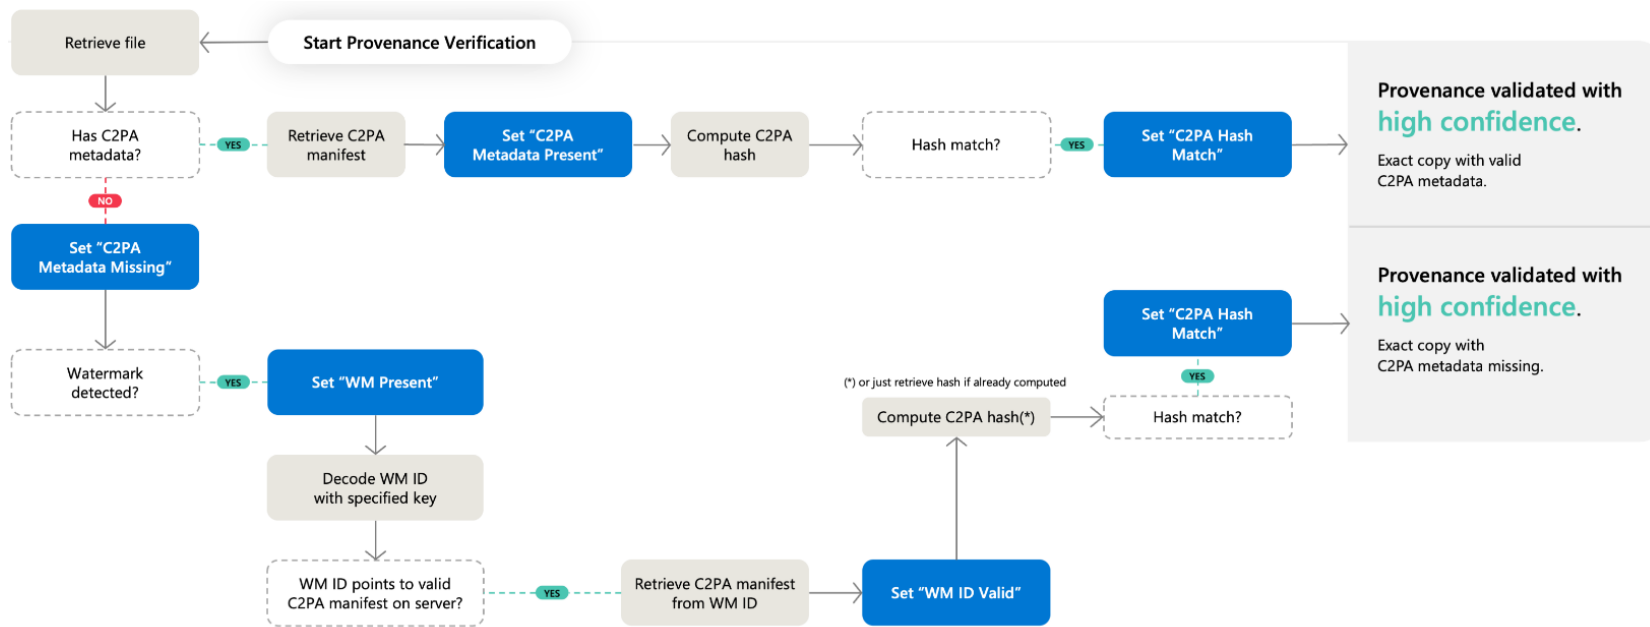 Retrieve file
Start Provenance Verification
Has C2PA
metadata?
YES
Retrieve C2PA
manifest
Set “C2PA
Metadata Present”
Compute C2PA
hash
Hash match?
YES
Set “C2PA Hash
Match”
Provenance validated with
high confidence.
Exact copy with valid
C2PA metadata.
NO
Set “C2PA
Metadata Missing”
Provenance validated with
high confidence.
Exact copy with
C2PA metadata missing.
Set “C2PA Hash
Match”
YES
Watermark
detected?
YES
Set “WM Present”
(*) or just retrieve hash if already computed
Compute C2PA hash(*)
Hash match?
Decode WM ID
with specified key
WM ID points to valid
C2PA manifest on server?
YES
Retrieve C2PA manifest
from WM ID
Set “WM ID Valid”